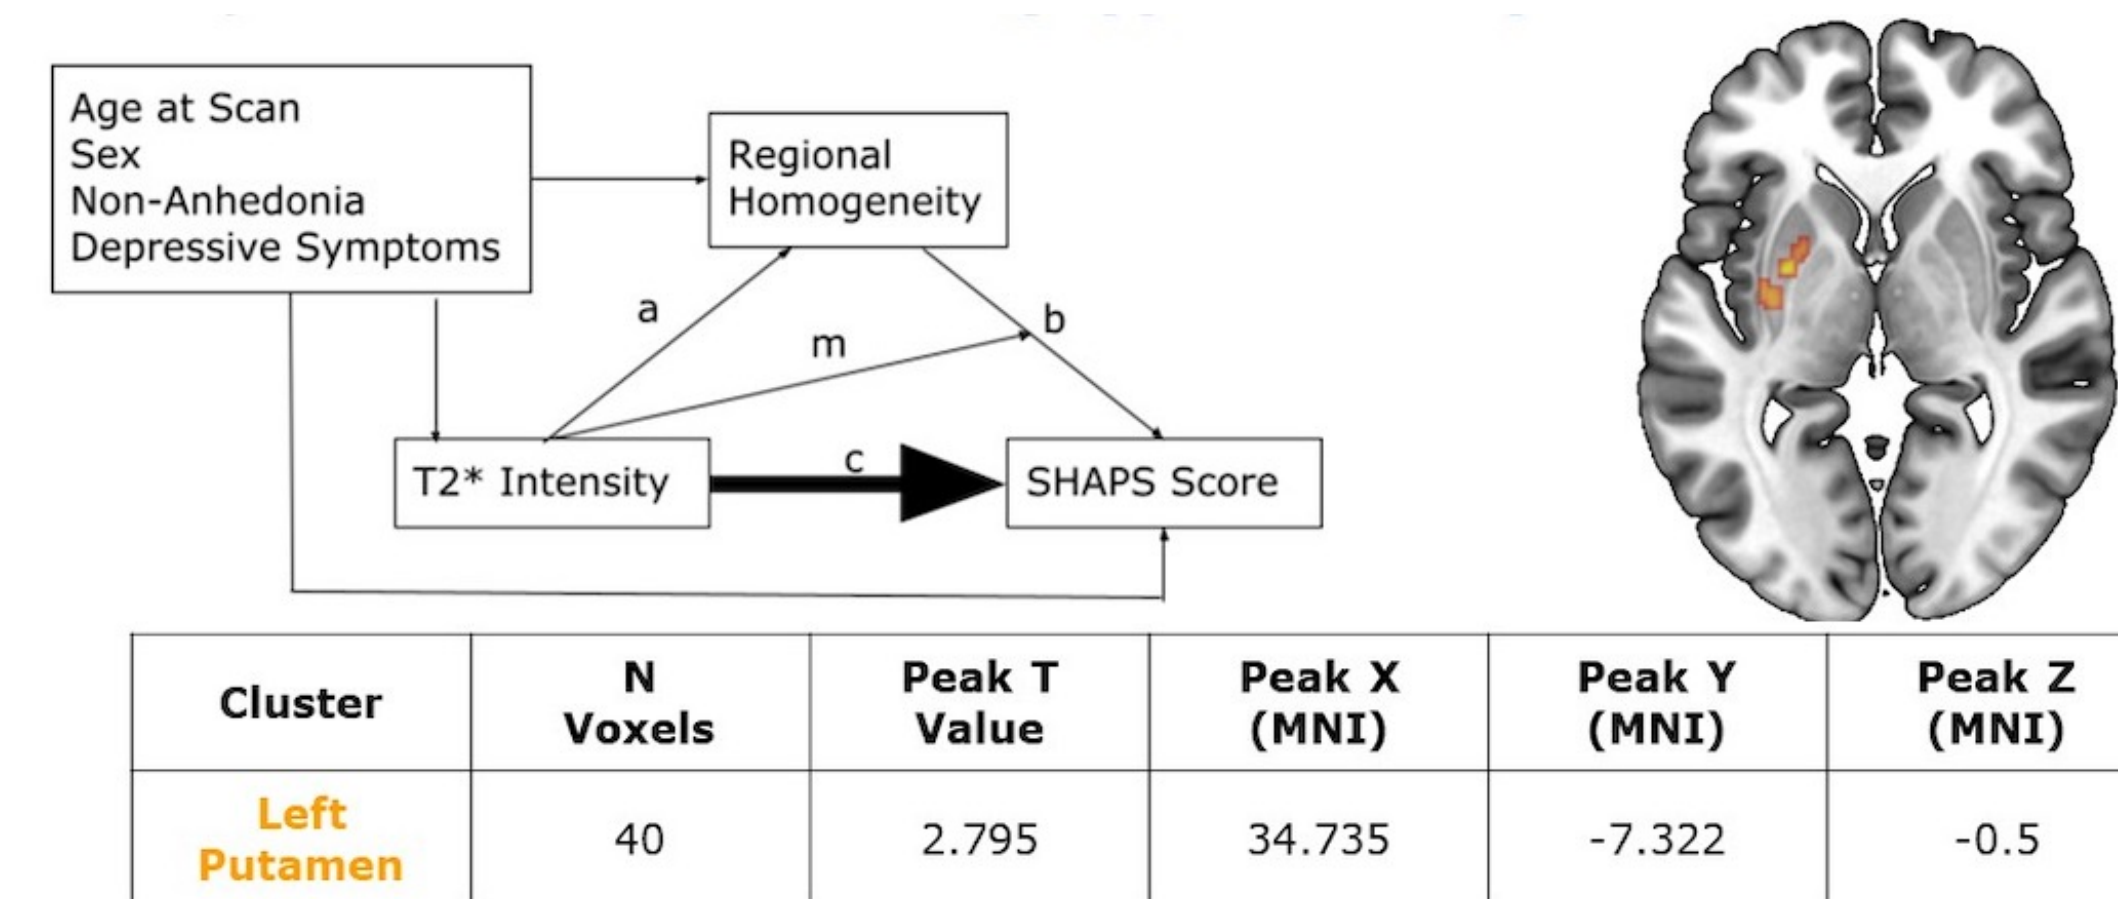 Age at Scan
Sex
Non-Anhedonia
Depressive Symptoms
Regional
Homogeneity
a
m
b
T2* Intensity
c
SHAPS Score
Cluster
N
Voxels
Peak T
Value
Peak X
(MNI)
Peak Y
(MNI)
Peak Z
(MNI)
Left
Putamen
40
2.795
34.735
-7.322
-0.5